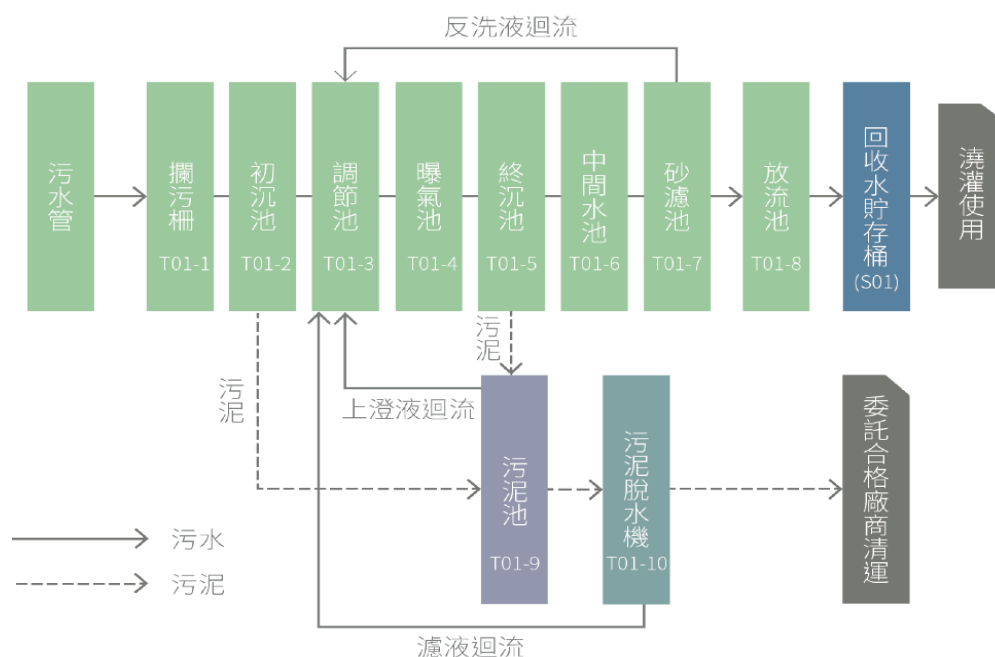 反洗液迴流
污水管
攔污柵
T01-1
初沉池
T01-2
調節池
T01-3
曝氣池
T01-4
終沉池
T01-5
中間水池
T01-6
砂濾池
T01-7
放流池
T01-8
回收水貯存桶
(S01)
澆灌使用
污泥
污泥
上澄液迴流
污泥池
T01-9
污泥脫水機
T01-10
委託合格廠商清運
污水
污泥
濾液迴流